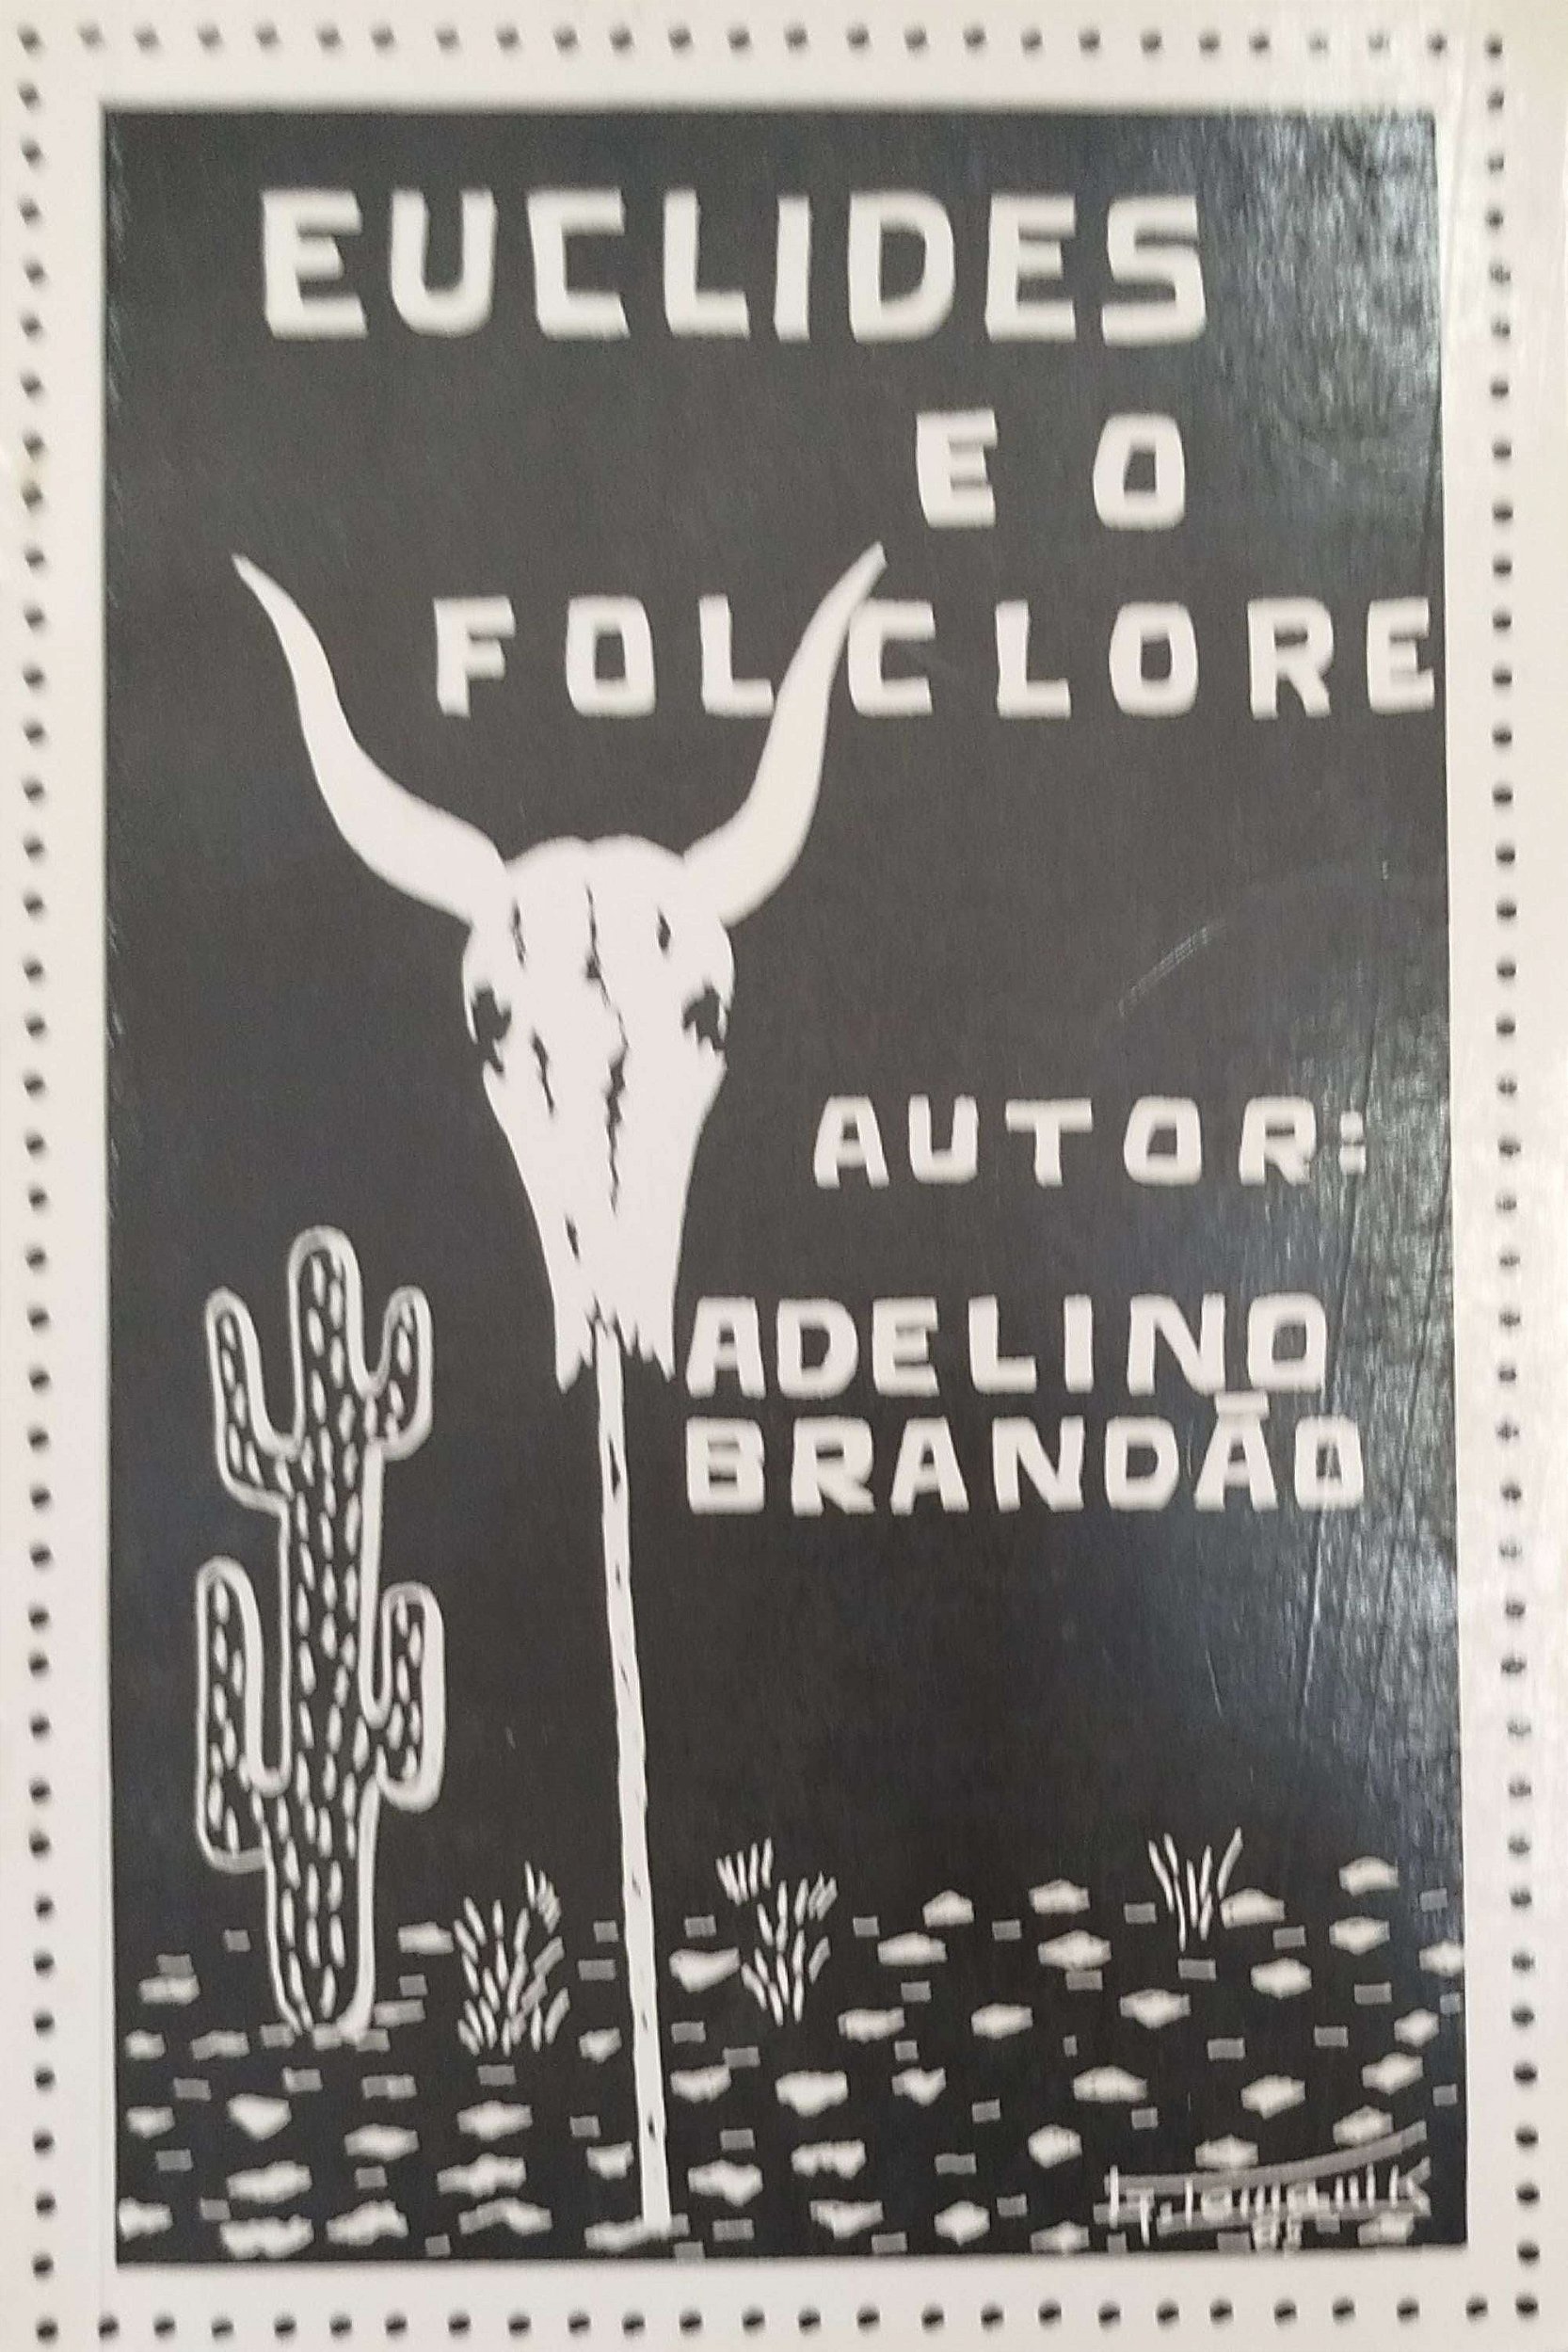 EUCLIDES
E O
FOLCLORE
AUTOR:
ADELINO
BRANDÃO